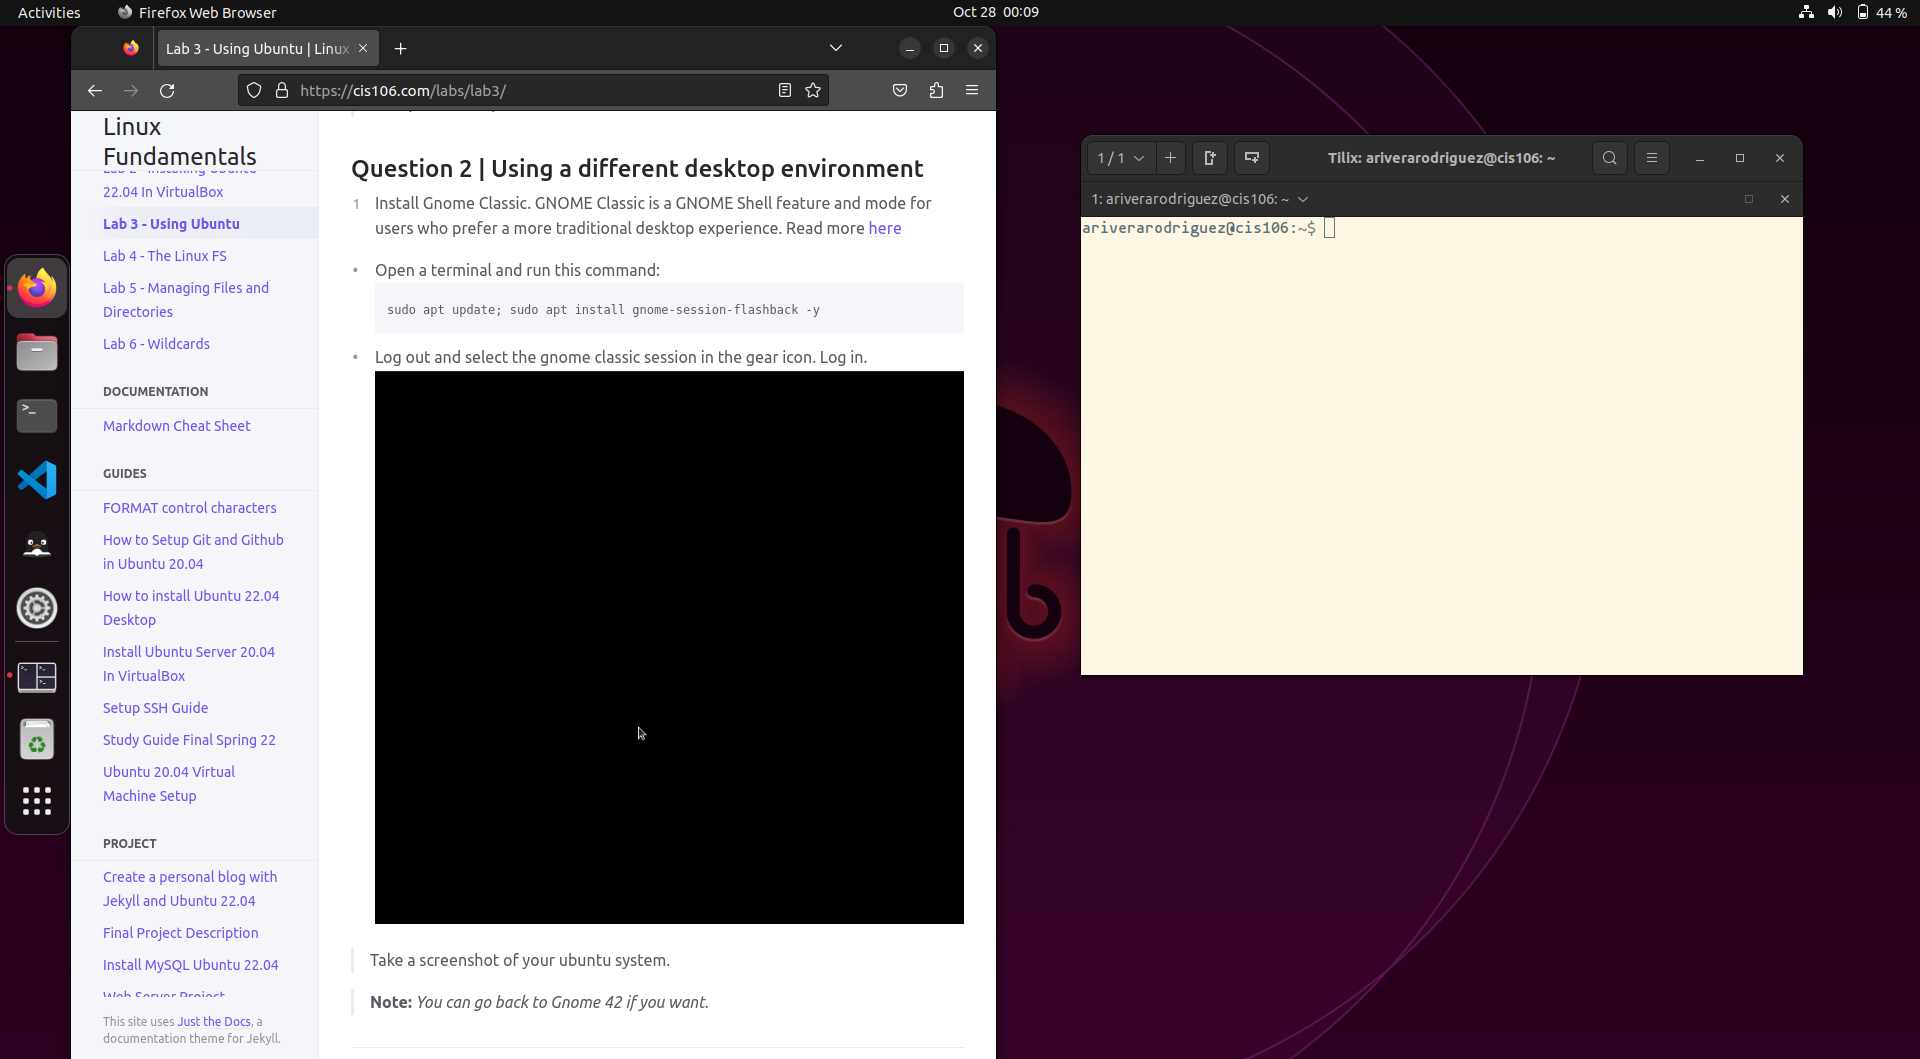 Activities
Firefox Web Browser
Oct 28 00:09
44 %
Lab 3 - Using Ubuntu | Linux
https://cis106.com/labs/lab3/
Linux
Fundamentals
Lab 2 - Installing Ubuntu
22.04 In VirtualBox
Lab 3 - Using Ubuntu
Lab 4 - The Linux FS
Lab 5 - Managing Files and
Directories
Lab 6 - Wildcards
DOCUMENTATION
Markdown Cheat Sheet
GUIDES
FORMAT control characters
How to Setup Git and Github
in Ubuntu 20.04
How to install Ubuntu 22.04
Desktop
Install Ubuntu Server 20.04
In VirtualBox
Setup SSH Guide
Study Guide Final Spring 22
Ubuntu 20.04 Virtual
Machine Setup
PROJECT
Create a personal blog with
Jekyll and Ubuntu 22.04
Final Project Description
Install MySQL Ubuntu 22.04
Web Server Project
This site uses Just the Docs, a
documentation theme for Jekyll.
Question 2 | Using a different desktop environment
1 Install Gnome Classic. GNOME Classic is a GNOME Shell feature and mode for
users who prefer a more traditional desktop experience. Read more here
• Open a terminal and run this command:
sudo apt update; sudo apt install gnome-session-flashback -y
• Log out and select the gnome classic session in the gear icon. Log in.
Take a screenshot of your ubuntu system.
Note: You can go back to Gnome 42 if you want.
1 / 1
Tilix: ariverarodriguez@cis106: ~
1: ariverarodriguez@cis106: ~
ariverarodriguez@cis106:~$